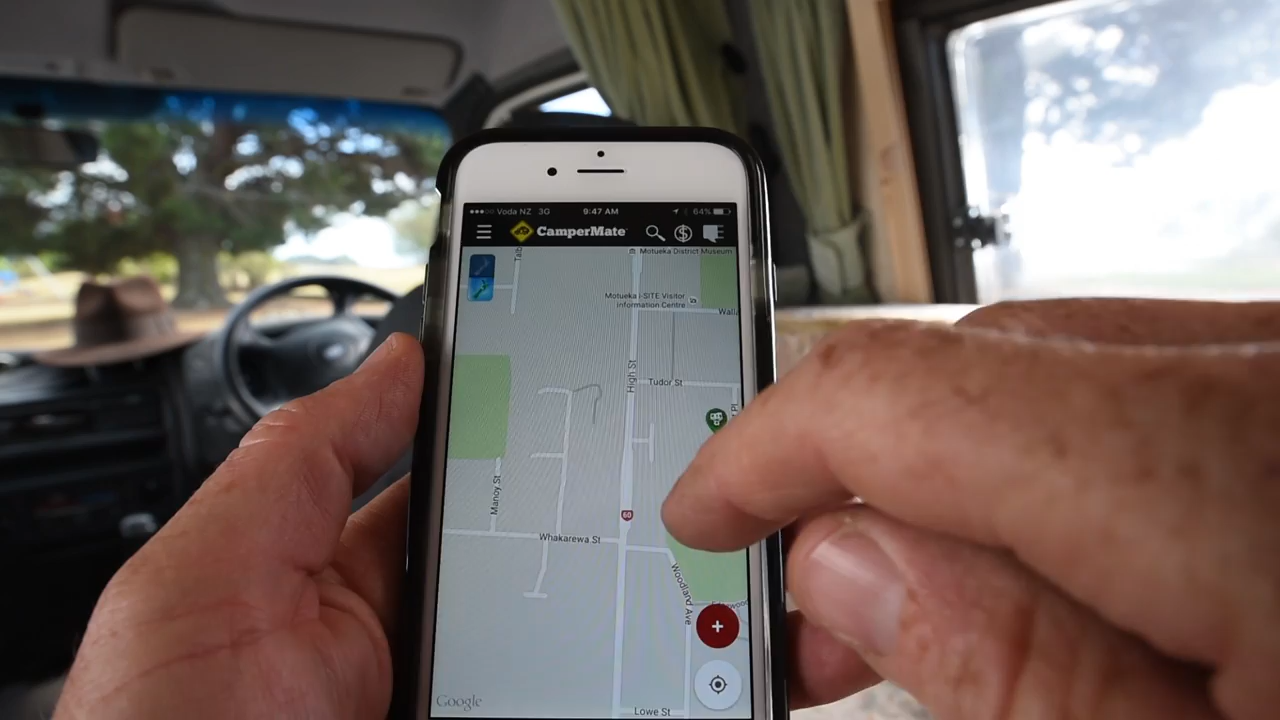 Voda NZ 3G 9:47 AM 64%
CamperMate
Motueka District Museum
Motueka i-SITE Visitor
Information Centre
High St
Tudor St
Manoy St
60
Whakarewa St
Woodland Ave
Lowe St
Google